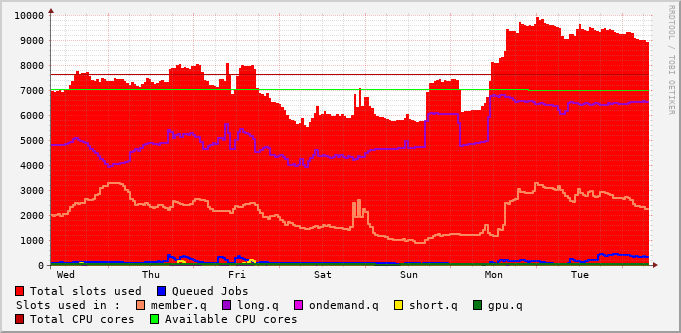 10000
9000
8000
7000
6000
5000
4000
3000
2000
1000
0
Wed Thu Fri Sat Sun Mon Tue
RRDTOOL / TOBI OETIKER
Total slots used Queued Jobs
Slots used in : member.q long.q ondemand.q short.q gpu.q
Total CPU cores Available CPU cores